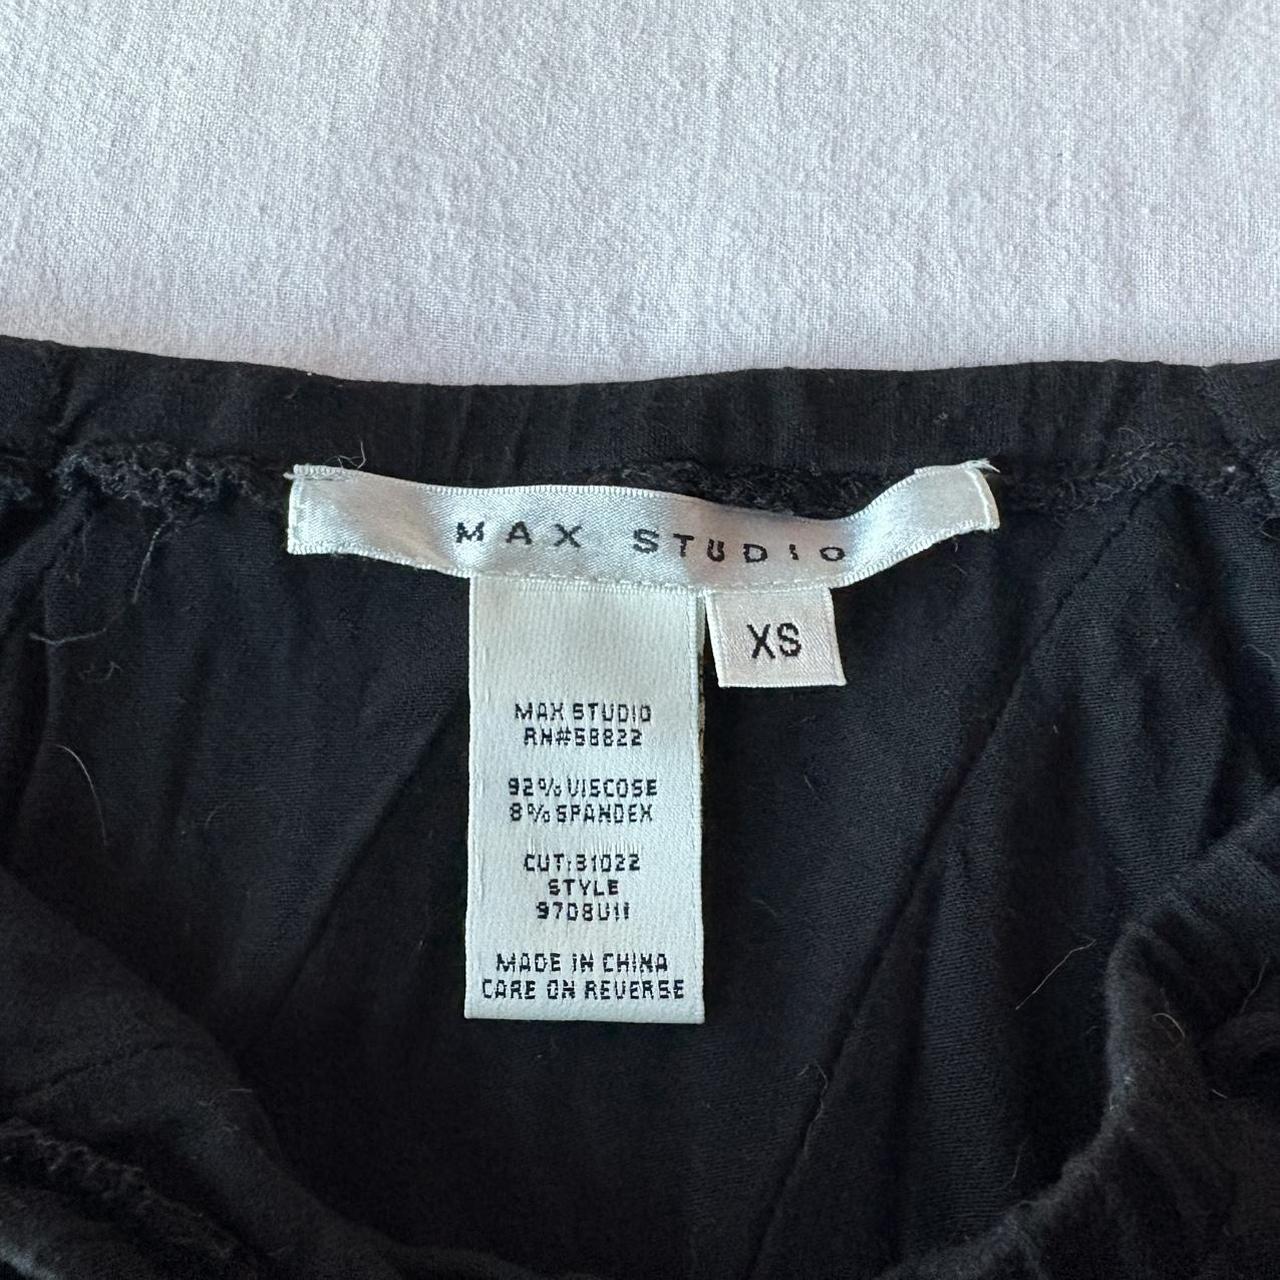 MAX STUDIO
XS
MAX STUDIO
RN#58822
92% VISCOSE
8% SPANDEX
CUT:31022
STYLE
9708U11
MADE IN CHINA
CARE ON REVERSE